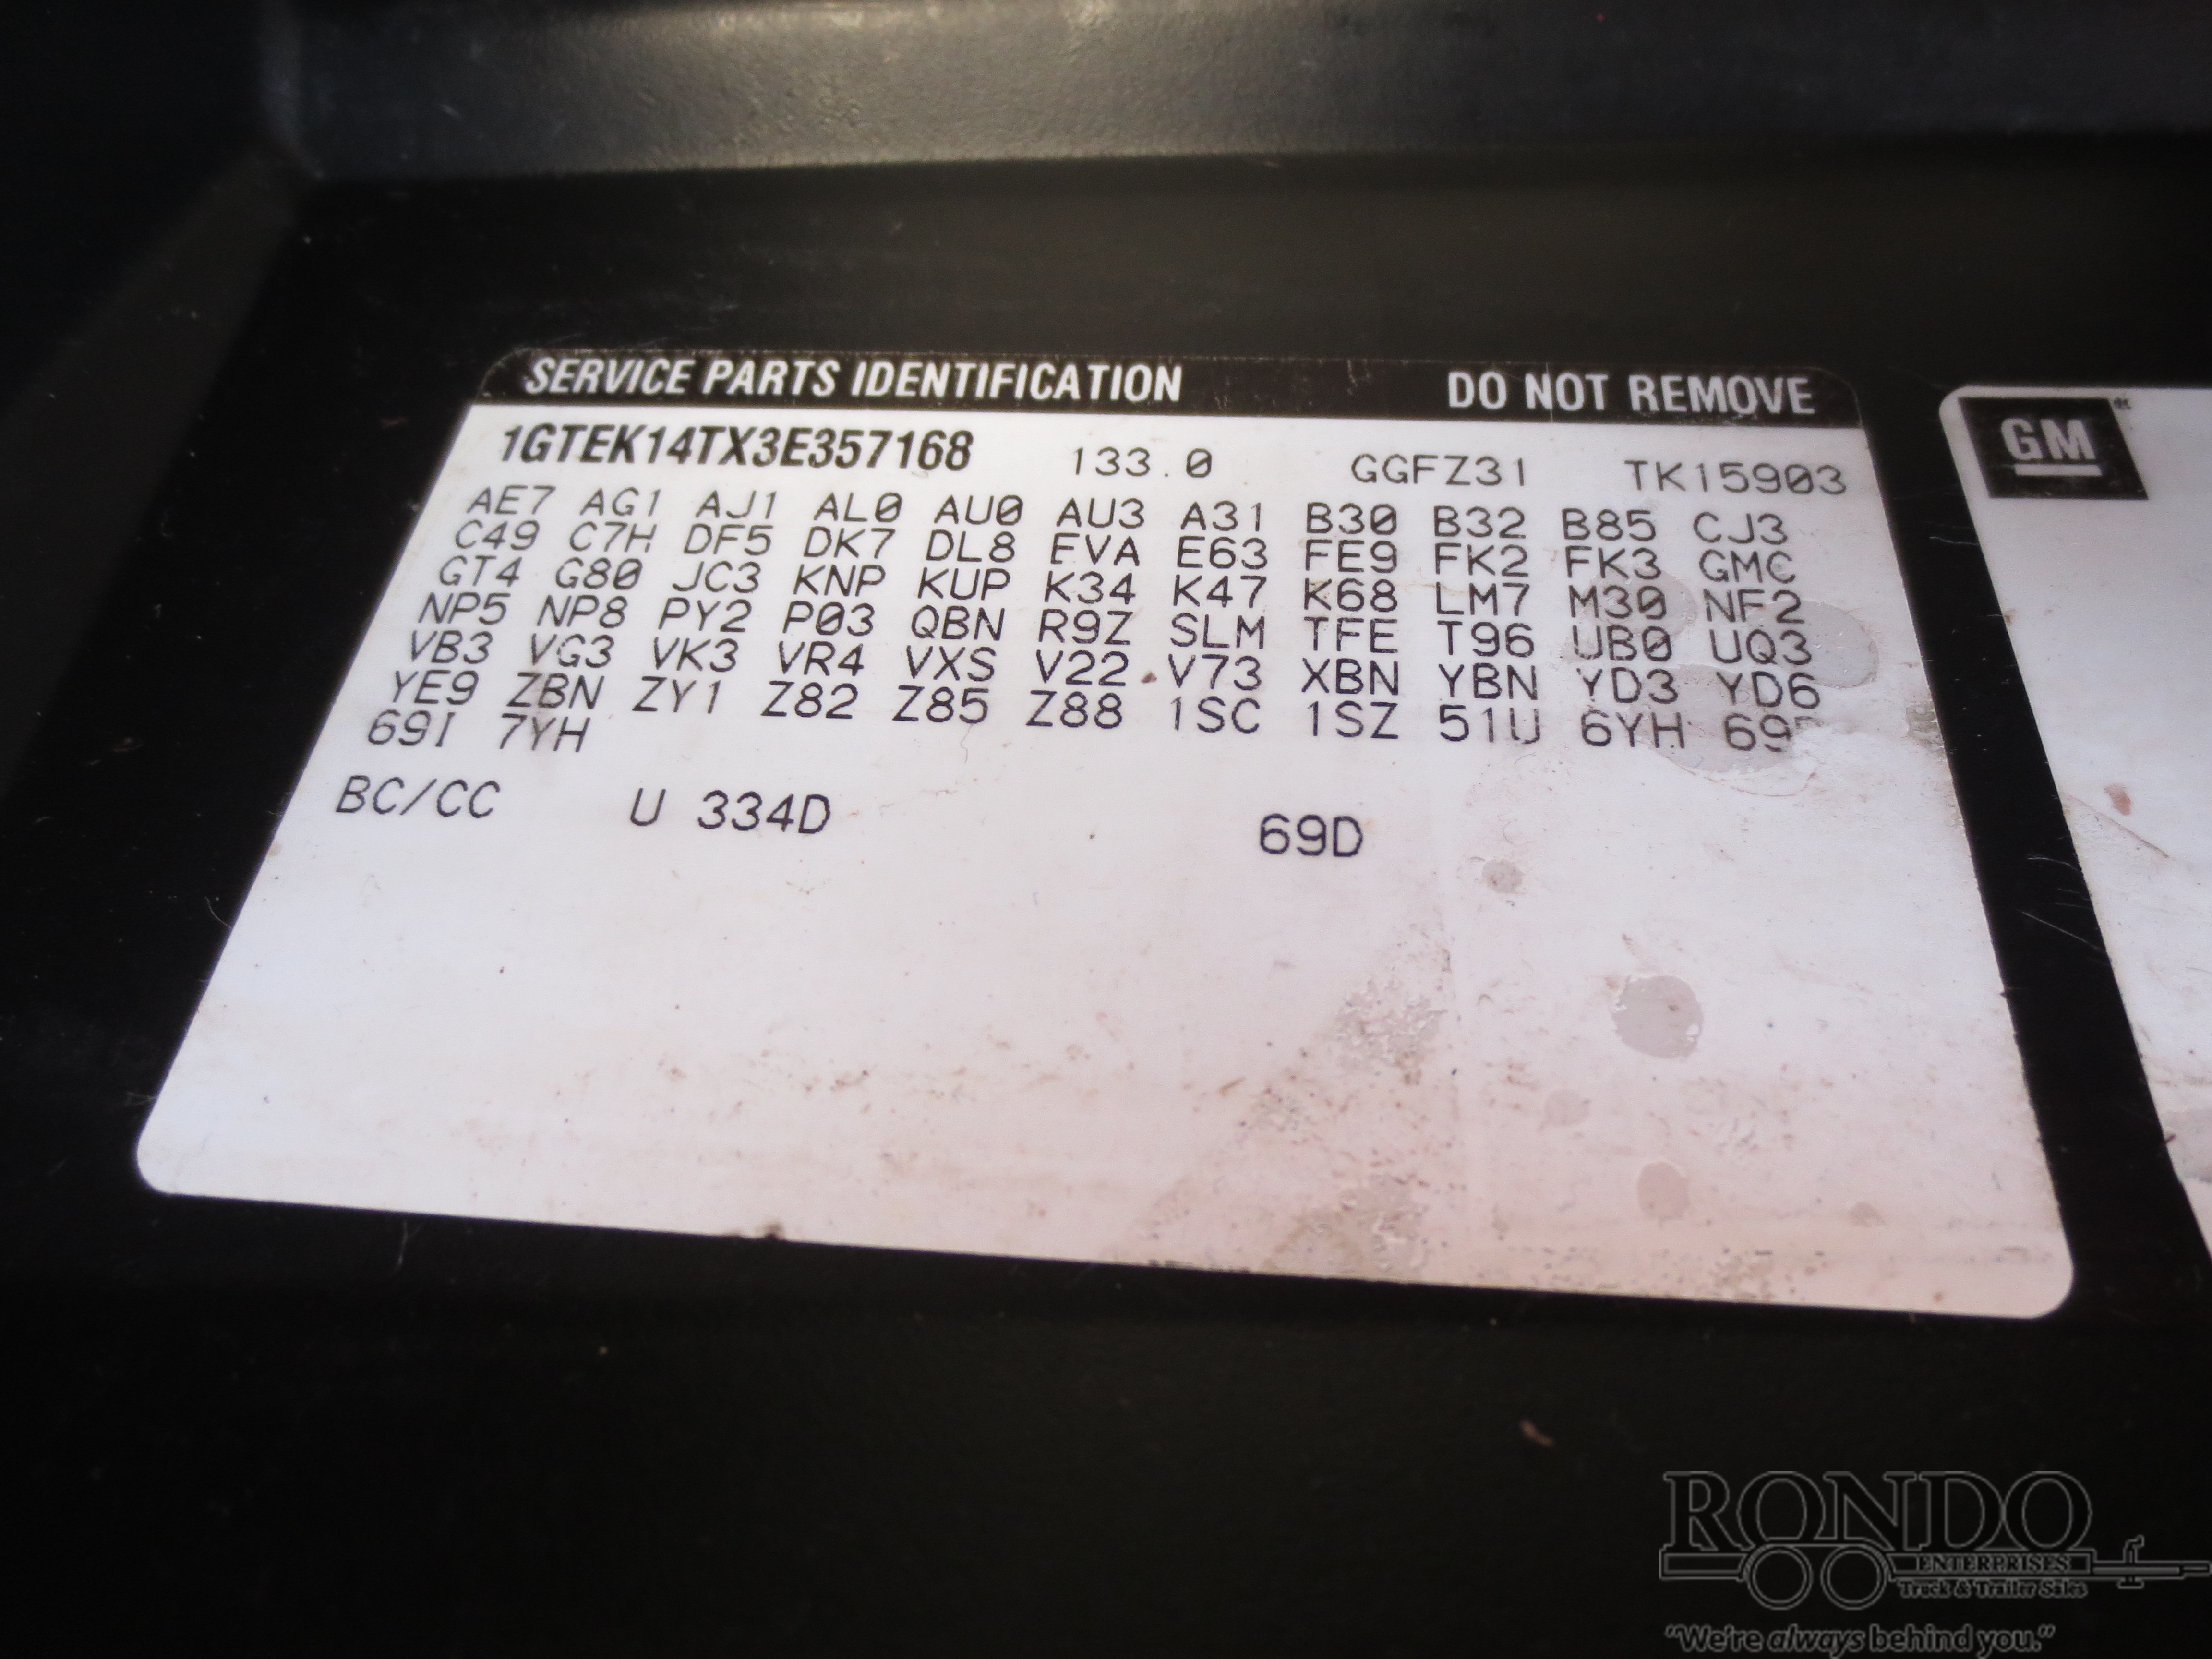 SERVICE PARTS IDENTIFICATION DO NOT REMOVE
1GTEK14TX3E357168 133.0 GGFZ31 TK15903
AE7 AG1 AJ1 AL0 AU0 AU3 A31 B30 B32 B85 CJ3
C49 C7H DF5 DK7 DL8 EVA E63 FE9 FK2 FK3 GMC
GT4 G80 JC3 KNP KUP K34 K47 K68 LM7 M30 NF2
NP5 NP8 PY2 P03 QBN R9Z SLM TFE T96 UB0 UQ3
VB3 VG3 VK3 VR4 VXS V22 V73 XBN YBN YD3 YD6
YE9 ZBN ZY1 Z82 Z85 Z88 1SC 1SZ 51U 6YH
69I 7YH
BC/CC U 334D 69D
GM
RONDO
ENTERPRISES
Truck & Trailer Sales
"We're always behind you."